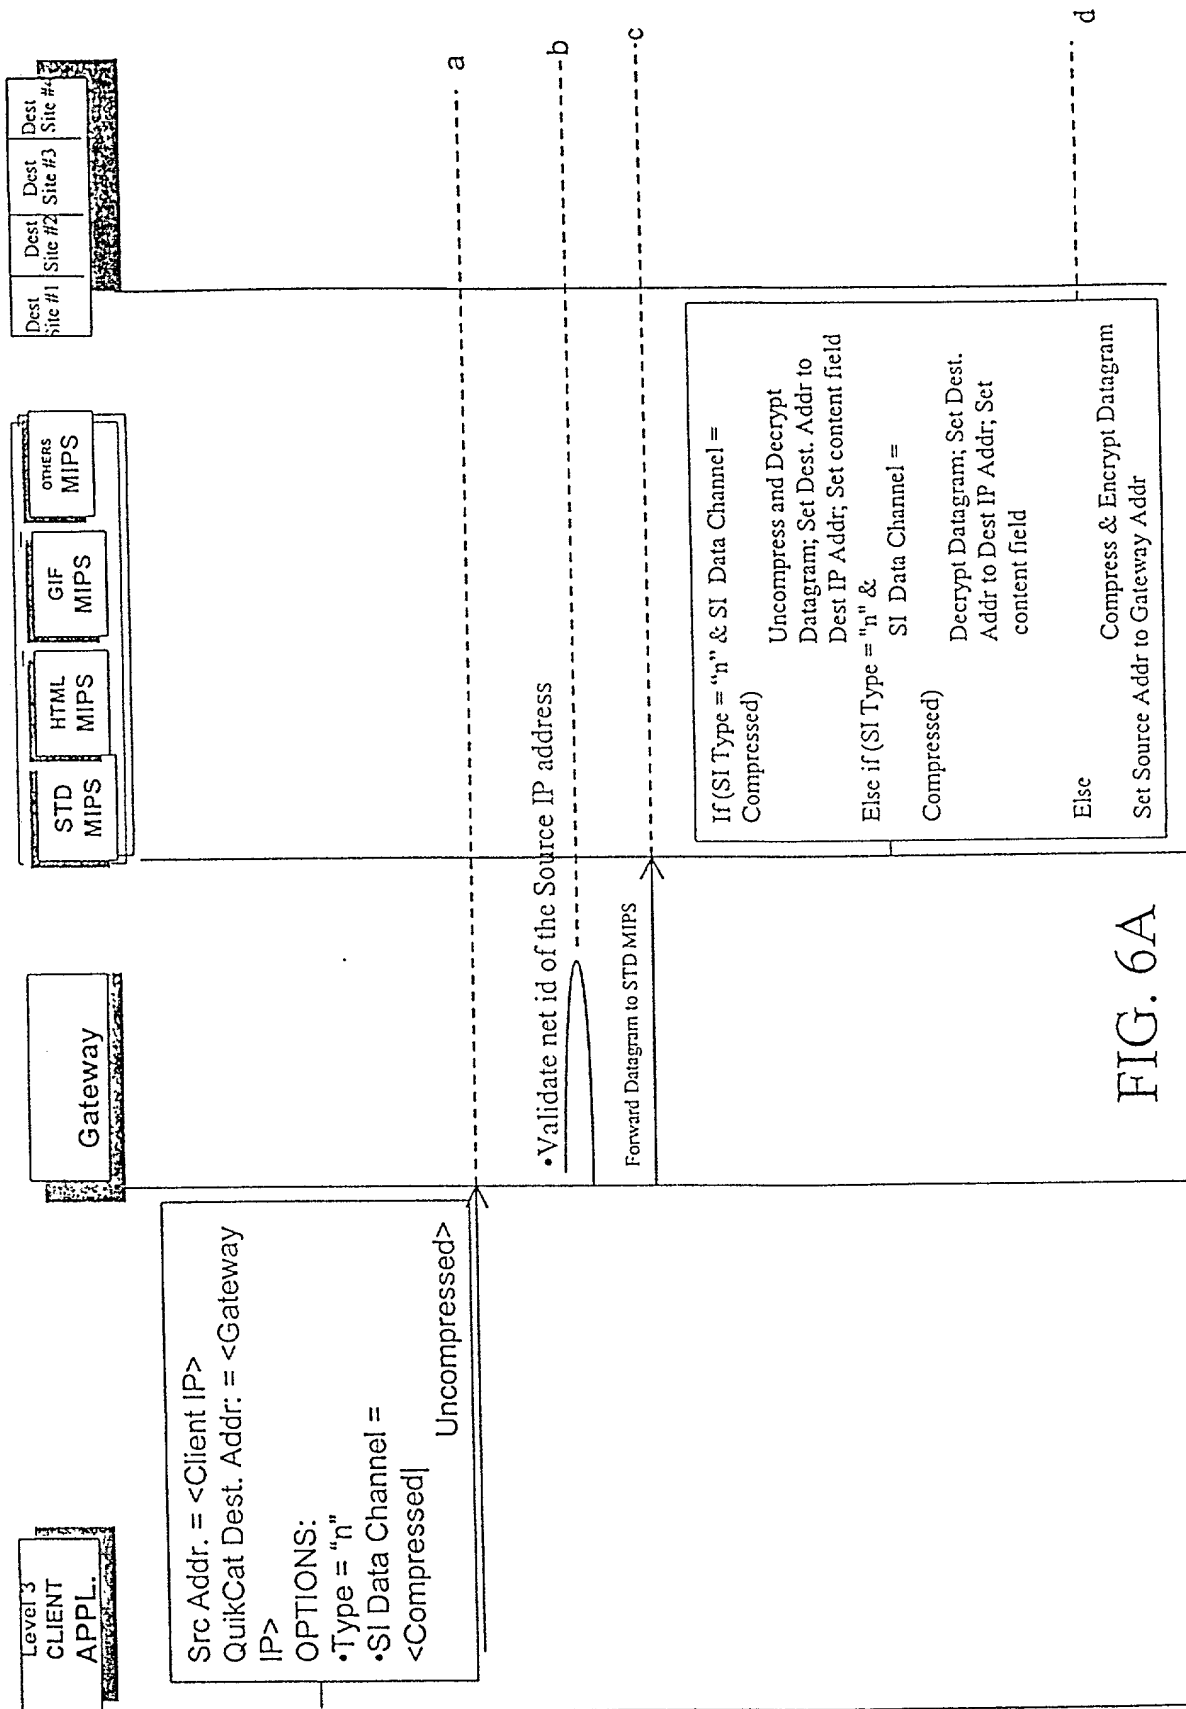 Level 3
CLIENT
APPL.
Gateway
STD
MIPS
HTML
MIPS
GIF
MIPS
OTHERS
MIPS
Dest
Site #1
Dest
Site #2
Dest
Site #3
Dest
Site #4
Src Addr. = <Client IP>
QuikCat Dest. Addr: = <Gateway
IP>
OPTIONS:
•Type = "n"
•SI Data Channel =
<Compressed|
Uncompressed>
a
•Validate net id of the Source IP address
b
Forward Datagram to STD MIPS
c
If (SI Type = "n" & SI Data Channel =
Compressed)
Uncompress and Decrypt
Datagram; Set Dest. Addr to
Dest IP Addr; Set content field
Else if (SI Type = "n" &
SI Data Channel =
Compressed)
Decrypt Datagram; Set Dest.
Addr to Dest IP Addr; Set
content field
Else
Compress & Encrypt Datagram
Set Source Addr to Gateway Addr
d
FIG. 6A